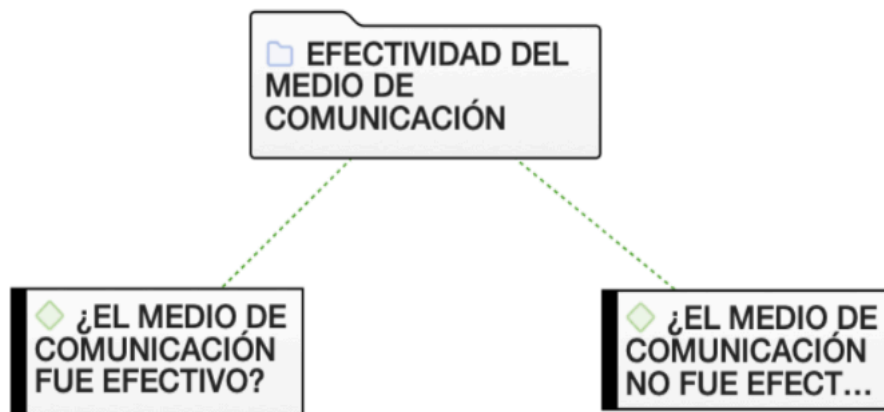 EFECTIVIDAD DEL
MEDIO DE
COMUNICACIÓN
¿EL MEDIO DE
COMUNICACIÓN
FUE EFECTIVO?
¿EL MEDIO DE
COMUNICACIÓN
NO FUE EFECT...